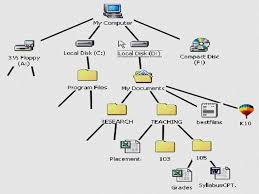 My Computer
3½ Floppy
(A:)
Local Disk (C:)
Local Disk (D:)
Compact Disc
(F:)
Program Files
My Documents
RESEARCH
TEACHING
bestfilms
K10
Placement
103
105
Grades
SyllabusCPT.